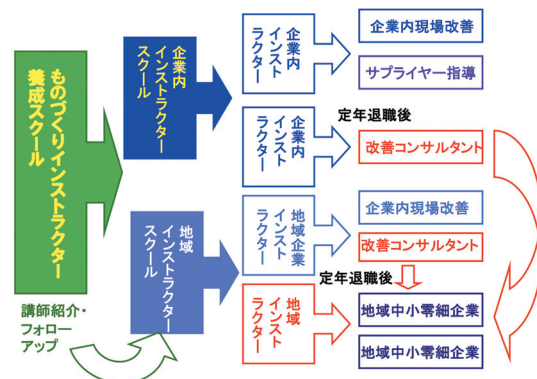 ものづくりインストラクター
養成スクール
講師紹介・
フォロー
アップ
企業内
インストラクター
スクール
地域
インストラクター
スクール
企業内
インスト
ラクター
企業内
インスト
ラクター
地域企業
インスト
ラクター
地域
インスト
ラクター
企業内現場改善
サプライヤー指導
定年退職後
改善コンサルタント
企業内現場改善
改善コンサルタント
定年退職後
地域中小零細企業
地域中小零細企業